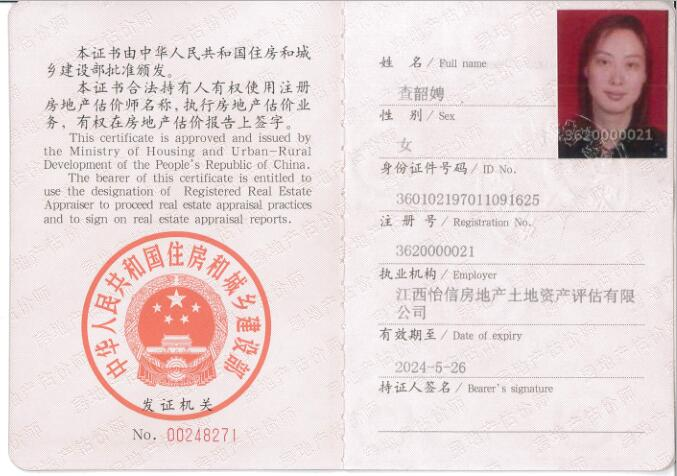 本证书由中华人民共和国住房和城
乡建设部批准颁发。
本证书合法持有人有权使用注册
房地产估价师名称，执行房地产估价业
务，有权在房地产估价报告上签字。
This certificate is approved and issued by
the Ministry of Housing and Urban-Rural
Development of the People's Republic of China.
The bearer of this certificate is entitled to
use the designation of Registered Real Estate
Appraiser to proceed real estate appraisal practices
and to sign on real estate appraisal reports.
中华人民共和国住房和城乡建设部
发证机关
No. 00248271
姓 名 / Full name
查韶娉
性 别 / Sex
女
身份证件号码 / ID No.
360102197011091625
注 册 号 / Registration No.
3620000021
执业机构 / Employer
江西怡信房地产土地资产评估有限
公司
有效期至 / Date of expiry
2024-5-26
持证人签名 / Bearer's signature
3620000021